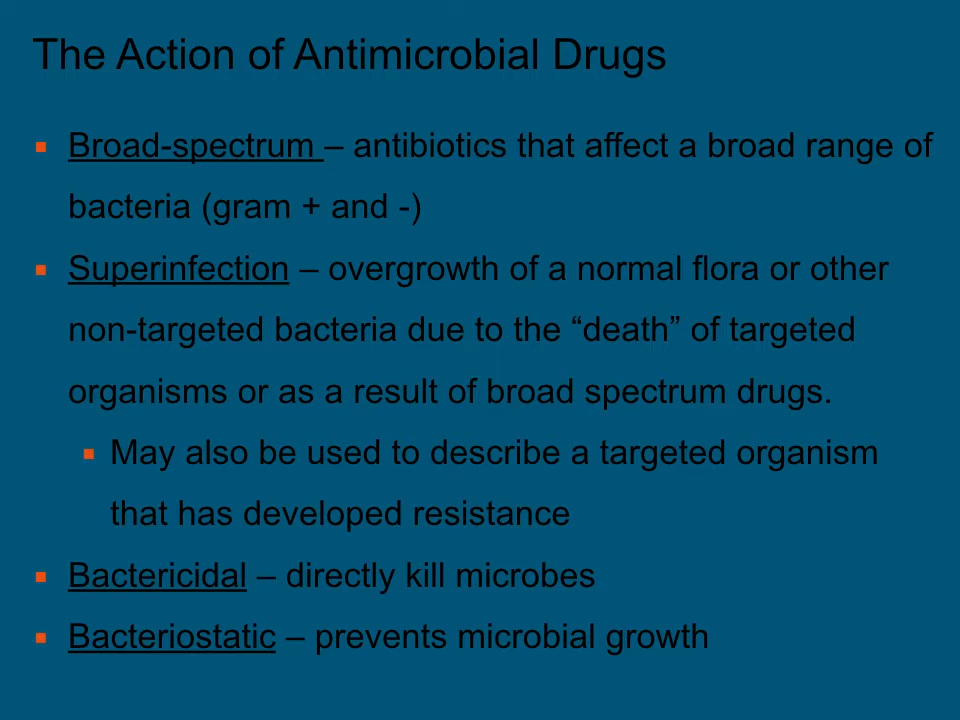 The Action of Antimicrobial Drugs
Broad-spectrum – antibiotics that affect a broad range of
bacteria (gram + and -)
Superinfection – overgrowth of a normal flora or other
non-targeted bacteria due to the “death” of targeted
organisms or as a result of broad spectrum drugs.
May also be used to describe a targeted organism
that has developed resistance
Bactericidal – directly kill microbes
Bacteriostatic – prevents microbial growth